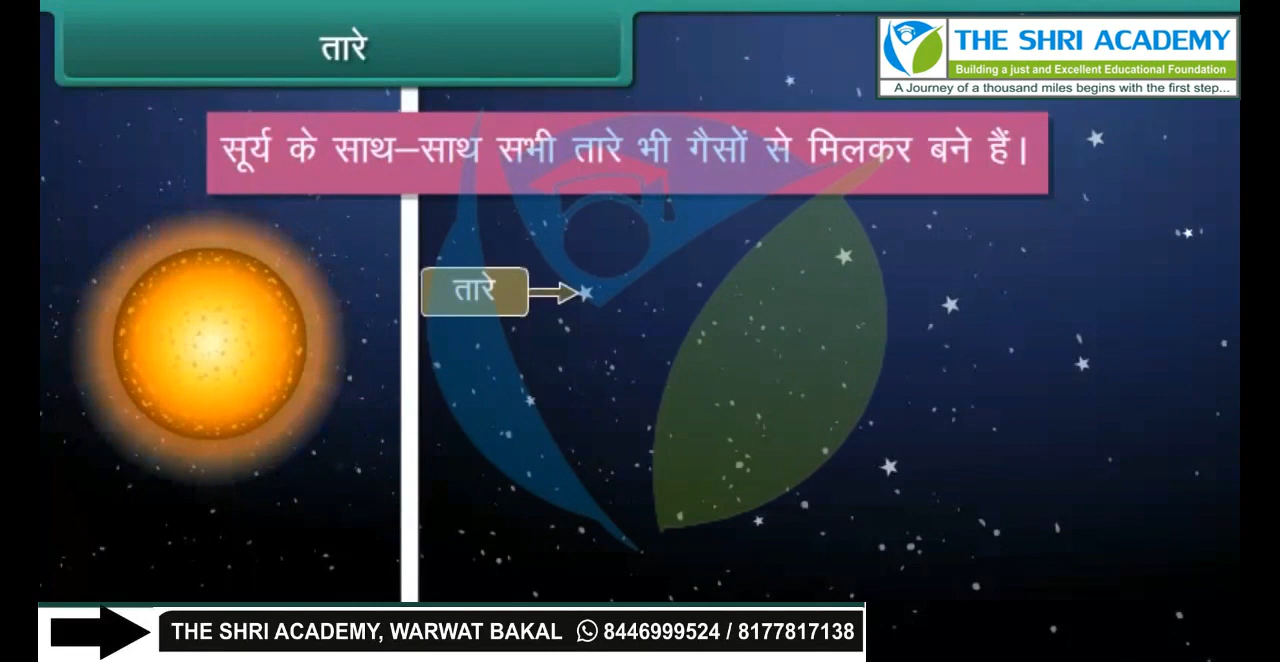 तारे
THE SHRI ACADEMY
Building a just and Excellent Educational Foundation
A Journey of a thousand miles begins with the first step...
सूर्य के साथ–साथ सभी तारे भी गैसों से मिलकर बने हैं।
तारे
THE SHRI ACADEMY, WARWAT BAKAL 8446999524 / 8177817138